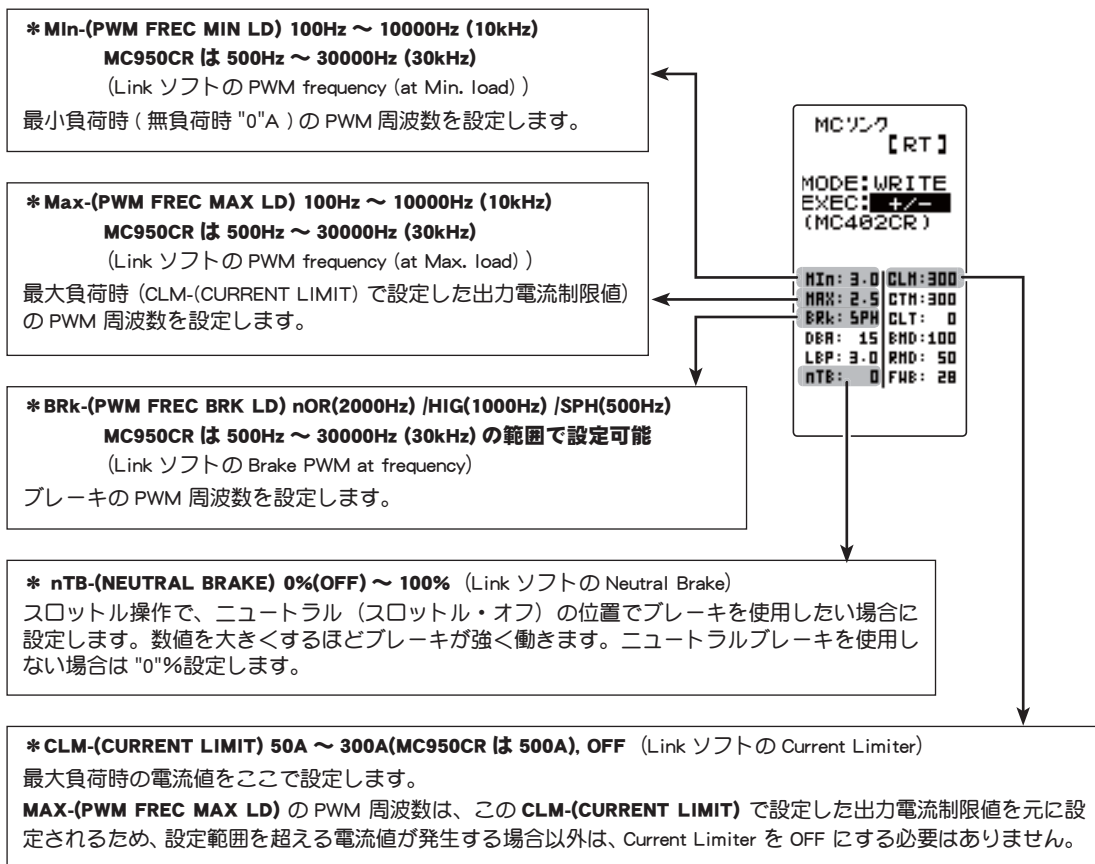 ＊MIn-(PWM FREC MIN LD) 100Hz ～ 10000Hz (10kHz)
MC950CR は 500Hz ～ 30000Hz (30kHz)
（Link ソフトの PWM frequency (at Min. load) ）
最小負荷時 ( 無負荷時 "0"A ) の PWM 周波数を設定します。
＊Max-(PWM FREC MAX LD) 100Hz ～ 10000Hz (10kHz)
MC950CR は 500Hz ～ 30000Hz (30kHz)
（Link ソフトの PWM frequency (at Max. load) ）
最大負荷時（CLM-(CURRENT LIMIT) で設定した出力電流制限値）
の PWM 周波数を設定します。
＊BRk-(PWM FREC BRK LD) nOR(2000Hz) /HIG(1000Hz) /SPH(500Hz)
MC950CR は 500Hz ～ 30000Hz (30kHz) の範囲で設定可能
（Link ソフトの Brake PWM at frequency）
ブレーキの PWM 周波数を設定します。
MCリンク
【RT】
MODE:WRITE
EXEC: +/-
(MC402CR)
MIn: 3.0 CLM:300
MAX: 2.5 CTM:300
BRk: SPH CLT: 0
DBA: 15 BMD:100
LBP: 3.0 RMD: 50
nTB: 0 FWB: 28
＊ nTB-(NEUTRAL BRAKE) 0%(OFF) ～ 100%（Link ソフトの Neutral Brake）
スロットル操作で、ニュートラル（スロットル・オフ）の位置でブレーキを使用したい場合に
設定します。数値を大きくするほどブレーキが強く働きます。ニュートラルブレーキを使用し
ない場合は "0"%設定します。
＊CLM-(CURRENT LIMIT) 50A ～ 300A(MC950CR は 500A), OFF（Link ソフトの Current Limiter）
最大負荷時の電流値をここで設定します。
MAX-(PWM FREC MAX LD) の PWM 周波数は、この CLM-(CURRENT LIMIT) で設定した出力電流制限値を元に設
定されるため、設定範囲を超える電流値が発生する場合以外は、Current Limiter を OFF にする必要はありません。